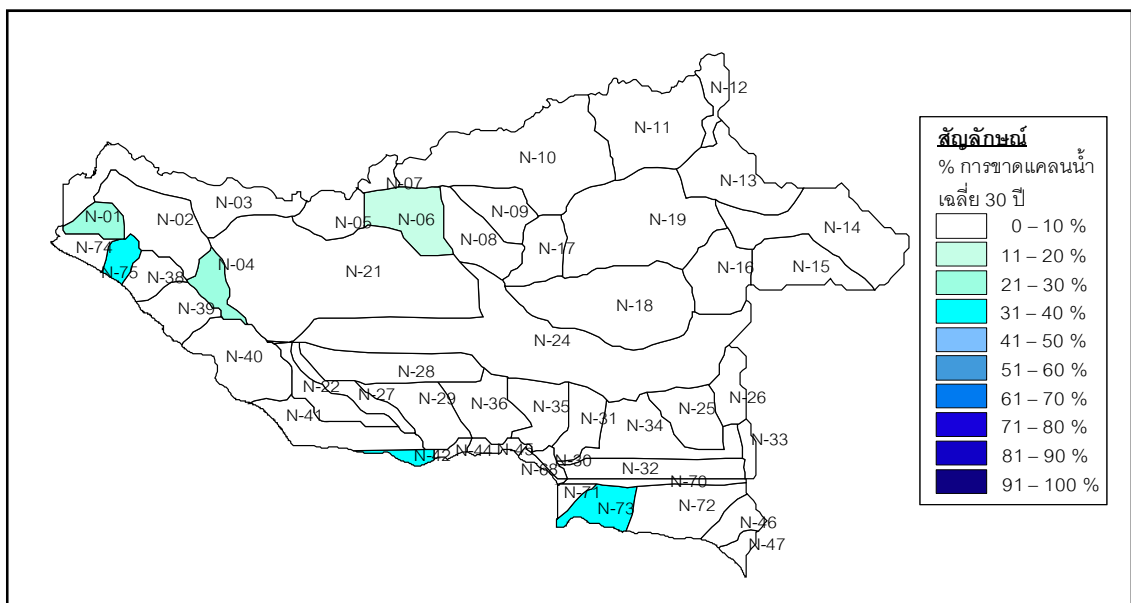 N-12
N-11
N-10
N-13
N-07
N-03
N-09
N-01
N-02
N-05
N-06
N-19
N-14
N-74
N-08
N-17
N-75
N-38
N-04
N-21
N-16
N-15
N-39
N-18
N-24
N-40
N-28
N-22
N-27
N-29
N-36
N-35
N-25
N-26
N-41
N-31
N-34
N-33
N-42
N-44
N-45
N-30
N-68
N-32
N-70
N-71
N-73
N-72
N-46
N-47
สัญลักษณ์
% การขาดแคลนน้ำ
เฉลี่ย 30 ปี
0 – 10 %
11 – 20 %
21 – 30 %
31 – 40 %
41 – 50 %
51 – 60 %
61 – 70 %
71 – 80 %
81 – 90 %
91 – 100 %